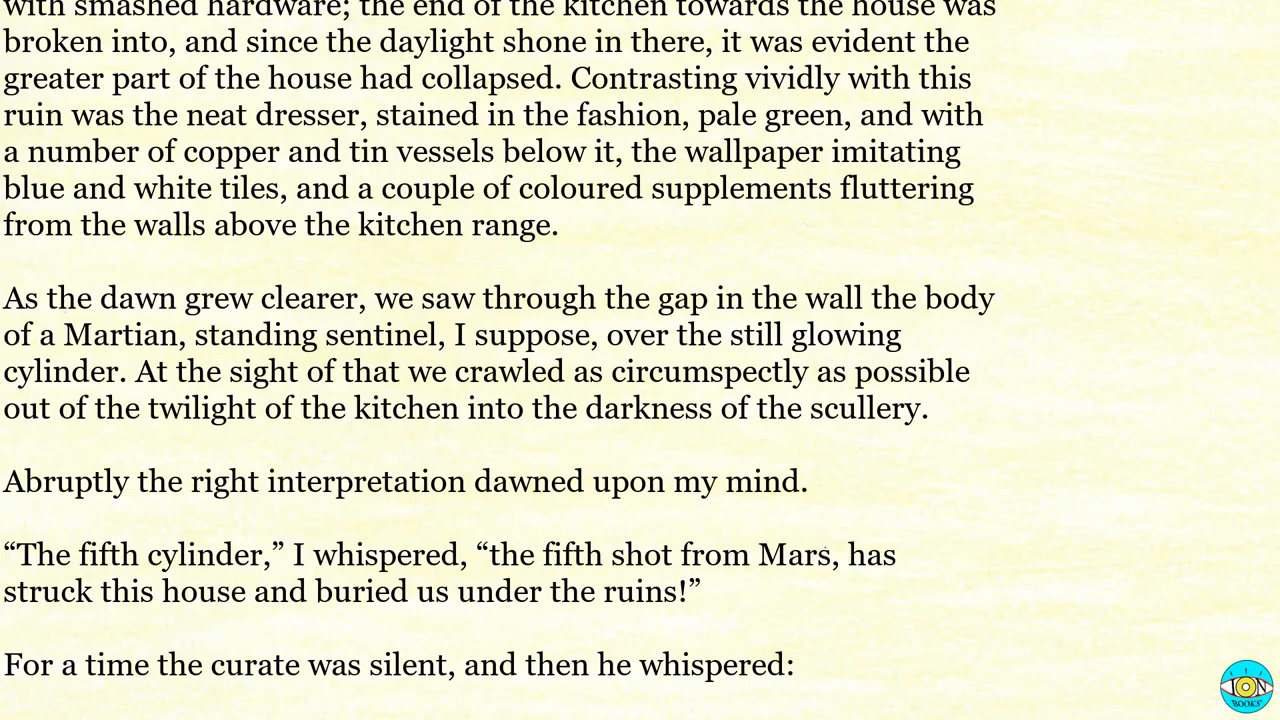 with smashed hardware; the end of the kitchen towards the house was
broken into, and since the daylight shone in there, it was evident the
greater part of the house had collapsed. Contrasting vividly with this
ruin was the neat dresser, stained in the fashion, pale green, and with
a number of copper and tin vessels below it, the wallpaper imitating
blue and white tiles, and a couple of coloured supplements fluttering
from the walls above the kitchen range.
As the dawn grew clearer, we saw through the gap in the wall the body
of a Martian, standing sentinel, I suppose, over the still glowing
cylinder. At the sight of that we crawled as circumspectly as possible
out of the twilight of the kitchen into the darkness of the scullery.
Abruptly the right interpretation dawned upon my mind.
“The fifth cylinder,” I whispered, “the fifth shot from Mars, has
struck this house and buried us under the ruins!”
For a time the curate was silent, and then he whispered:
ION
BOOKS